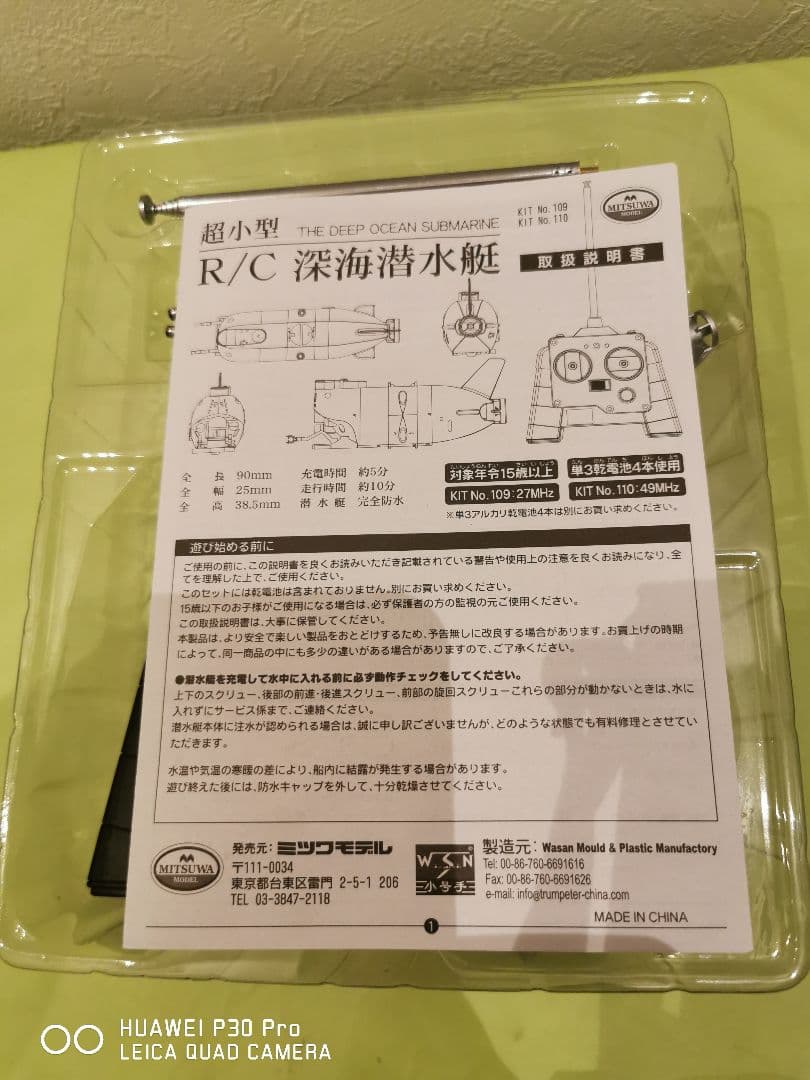 超小型 THE DEEP OCEAN SUBMARINE
R/C 深海潜水艇
KIT No. 109
KIT No. 110
MITSUWA
MODEL
取扱説明書
全 長 90mm 充電時間 約5分
全 幅 25mm 走行時間 約10分
全 高 38.5mm 潜水艇 完全防水
対象年令15歳以上
単3乾電池4本使用
KIT No.109:27MHz
KIT No.110:49MHz
※単3アルカリ乾電池4本は別にお買い求めください。
遊び始める前に
ご使用の前に、この説明書を良くお読みいただき記載されている警告や使用上の注意を良くお読みになり、全
てを理解した上で、ご使用ください。
このセットには乾電池は含まれておりません。別にお買い求めください。
15歳以下のお子様がご使用になる場合は、必ず保護者の方の監視の元ご使用ください。
この取扱説明書は、大事に保管してください。
本製品は、より安全で楽しい製品をおとどけするため、予告無しに改良する場合があります。お買上げの時期
によって、同一商品の中にも多少の違いがある場合がありますので、ご了承ください。
●潜水艇を充電して水中に入れる前に必ず動作チェックをしてください。
上下のスクリュー、後部の前進・後進スクリュー、前部の旋回スクリューこれらの部分が動かないときは、水に
入れずにサービス係まで、ご連絡ください。
潜水艇本体に注水が認められる場合は、誠に申し訳ございませんが、どのような状態でも有料修理とさせてい
ただきます。
水温や気温の寒暖の差により、船内に結露が発生する場合があります。
遊び終えた後には、防水キャップを外して、十分乾燥させてください。
MITSUWA
MODEL
発売元: ミツワモデル
〒111-0034
東京都台東区雷門 2-5-1 206
TEL 03-3847-2118
W.S.N
小号手
製造元: Wasan Mould & Plastic Manufactory
Tel: 00-86-760-6691616
Fax: 00-86-760-6691626
e-mail: info@trumpeter-china.com
MADE IN CHINA
1
HUAWEI P30 Pro
LEICA QUAD CAMERA